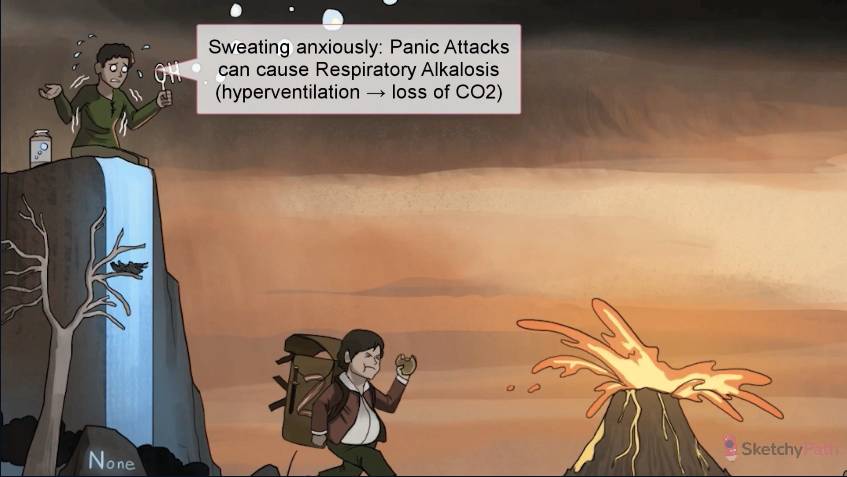 Sweating anxiously: Panic Attacks
can cause Respiratory Alkalosis
(hyperventilation → loss of CO2)
OH
None
SketchyPath